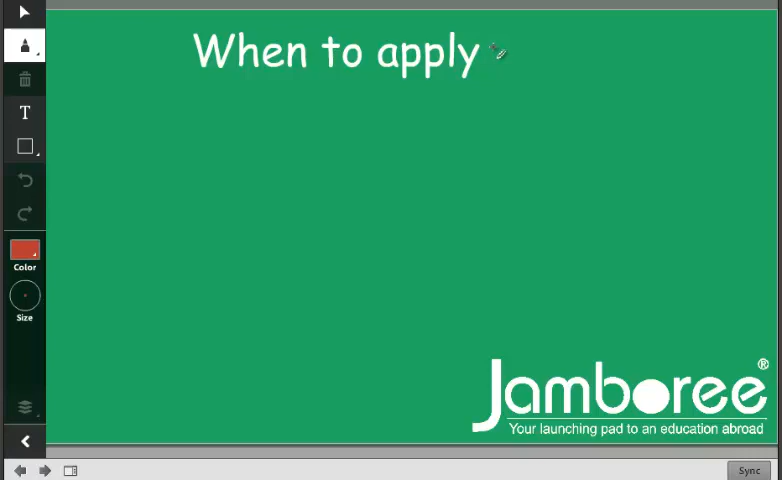 When to apply
T
Color
Size
Jamboree®
Your launching pad to an education abroad
Sync